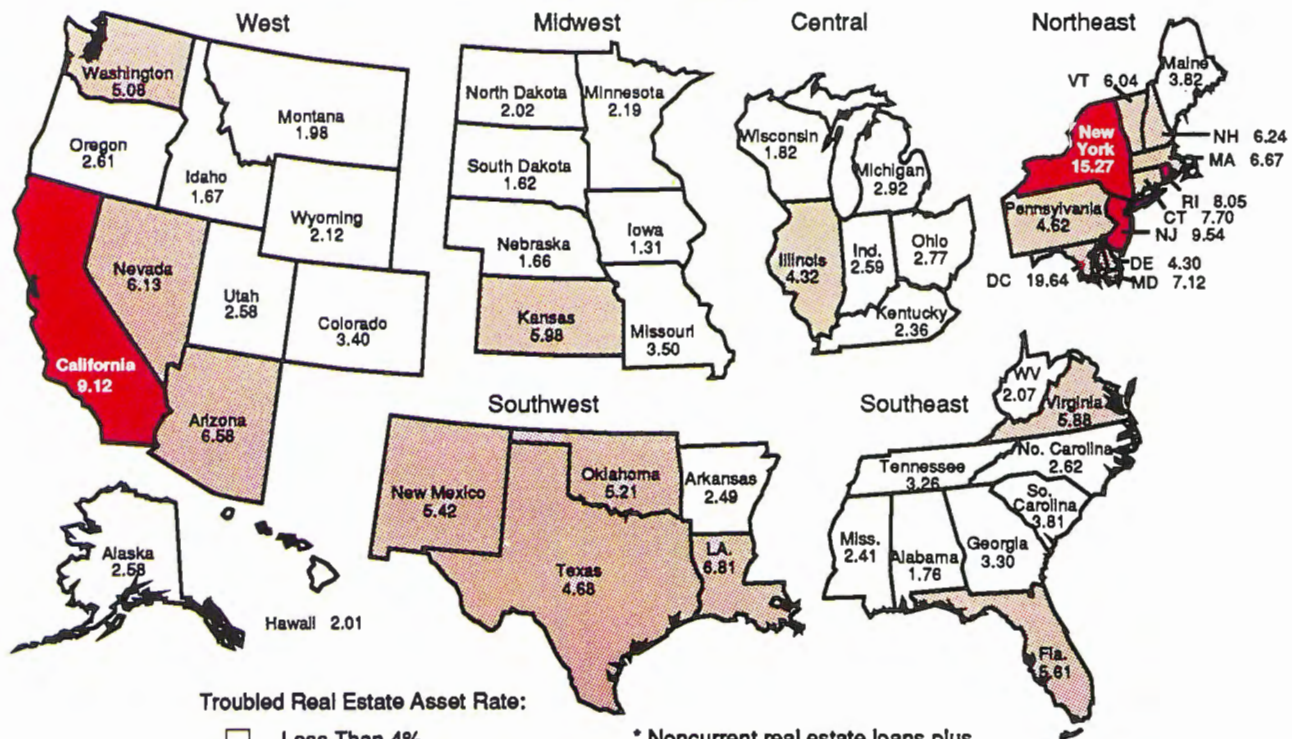 West
Washington
5.08
Oregon
2.61
Idaho
1.67
Montana
1.98
Wyoming
2.12
Nevada
6.13
Utah
2.58
Colorado
3.40
California
9.12
Arizona
6.58
Alaska
2.58
Hawaii 2.01
Midwest
North Dakota
2.02
Minnesota
2.19
South Dakota
1.62
Nebraska
1.66
Iowa
1.31
Kansas
5.98
Missouri
3.50
Central
Wisconsin
1.82
Michigan
2.92
Illinois
4.32
Ind.
2.59
Ohio
2.77
Kentucky
2.36
Northeast
Maine
3.82
VT 6.04
New
York
15.27
NH 6.24
MA 6.67
Pennsylvania
4.62
RI 8.05
CT 7.70
NJ 9.54
DE 4.30
DC 19.64
MD 7.12
Southwest
New Mexico
5.42
Oklahoma
5.21
Arkansas
2.49
Texas
4.68
LA.
6.81
Southeast
WV
2.07
Virginia
5.88
No. Carolina
2.62
Tennessee
3.26
So.
Carolina
3.81
Miss.
2.41
Alabama
1.76
Georgia
3.30
Fla.
5.61
Troubled Real Estate Asset Rate:
Less Than 4%
* Noncurrent real estate loans plus